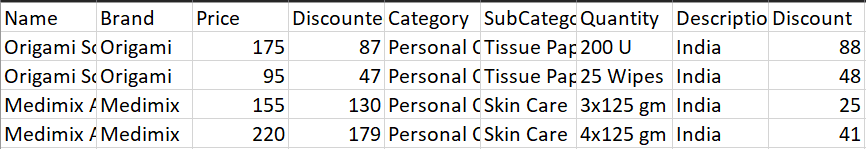 Name Brand Price Discounte Category SubCatego Quantity Descriptio Discount
Origami So Origami 175 87 Personal C Tissue Pap 200 U India 88
Origami So Origami 95 47 Personal C Tissue Pap 25 Wipes India 48
Medimix A Medimix 155 130 Personal C Skin Care 3x125 gm India 25
Medimix A Medimix 220 179 Personal C Skin Care 4x125 gm India 41